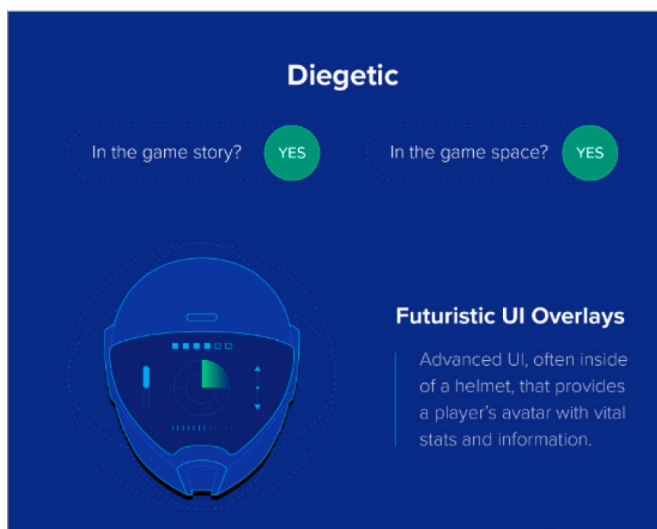 Diegetic
In the game story? YES
In the game space? YES
Futuristic UI Overlays
Advanced UI, often inside
of a helmet, that provides
a player's avatar with vital
stats and information.